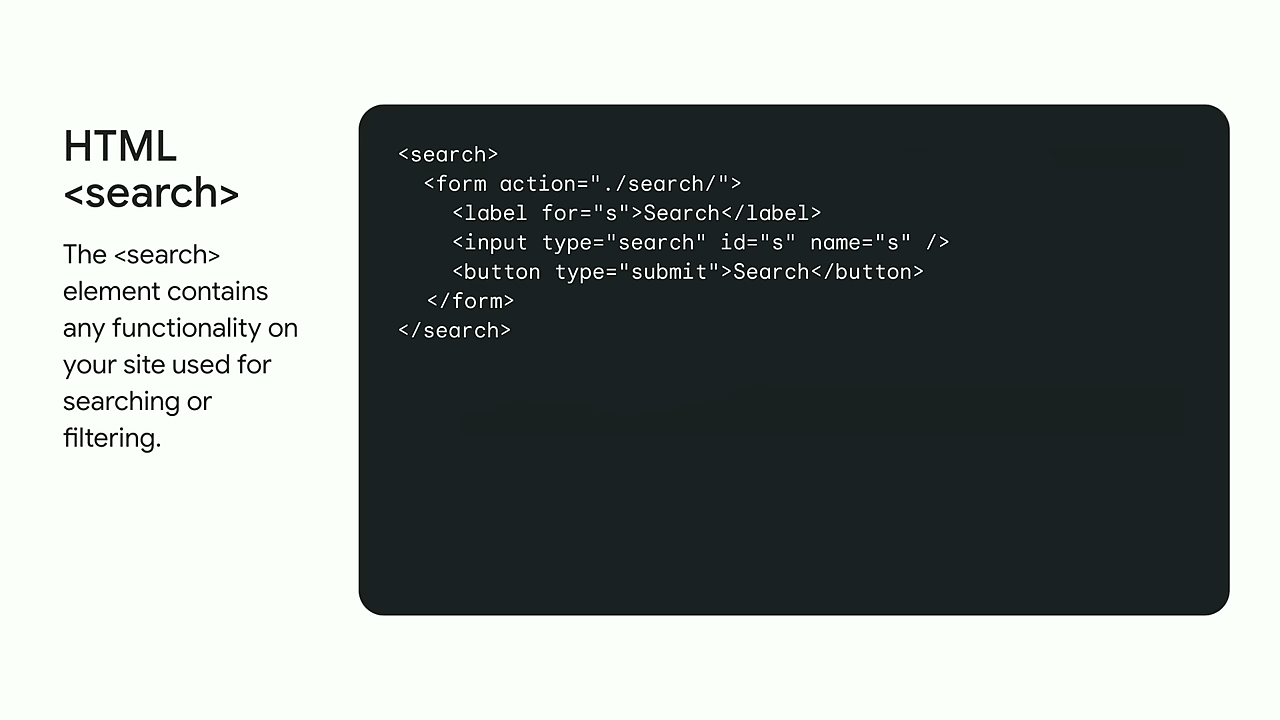 HTML
<search>
The <search>
element contains
any functionality on
your site used for
searching or
filtering.
<search>
<form action="./search/">
<label for="s">Search</label>
<input type="search" id="s" name="s" />
<button type="submit">Search</button>
</form>
</search>